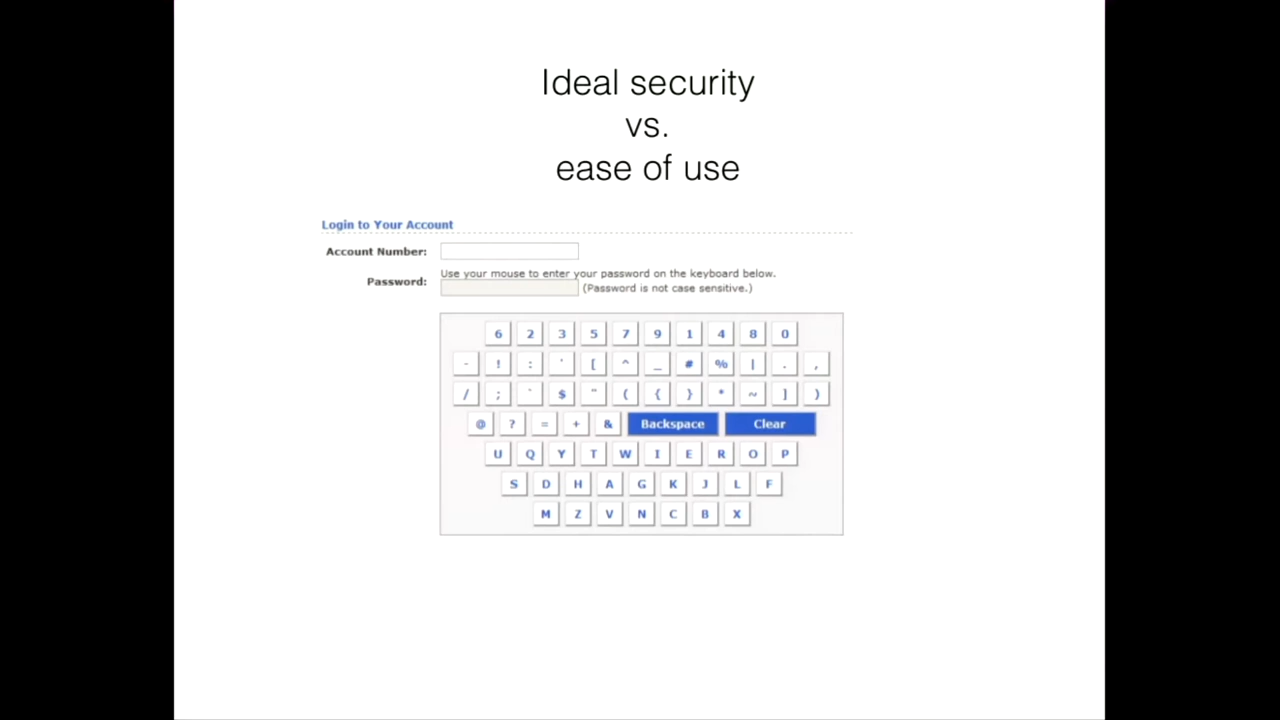 Ideal security
vs.
ease of use
Login to Your Account
Account Number:
Use your mouse to enter your password on the keyboard below.
Password:
(Password is not case sensitive.)
6 2 3 5 7 9 1 4 8 0
- ! : ' [ ^ _ # % | . ,
/ ; ` $ " ( { } * ~ ] )
@ ? = + & Backspace Clear
U Q Y T W I E R O P
S D H A G K J L F
M Z V N C B X